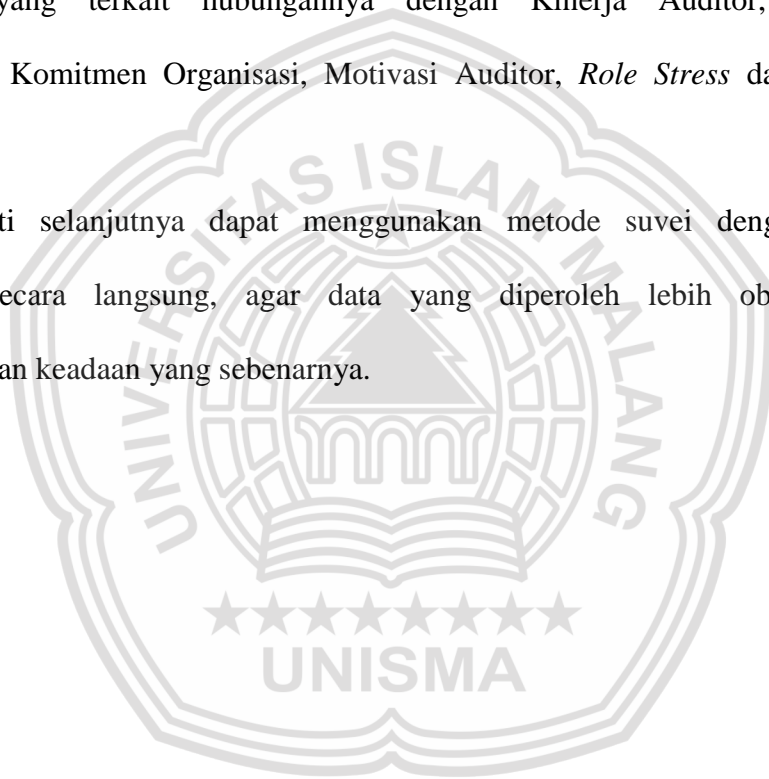 yang terkait hubungannya dengan Kinerja Auditor,
Komitmen Organisasi, Motivasi Auditor, Role Stress da
ti selanjutnya dapat menggunakan metode suvei deng
ecara langsung, agar data yang diperoleh lebih ob
an keadaan yang sebenarnya.
UNIVERSITAS ISLAM MALANG
UNISMA